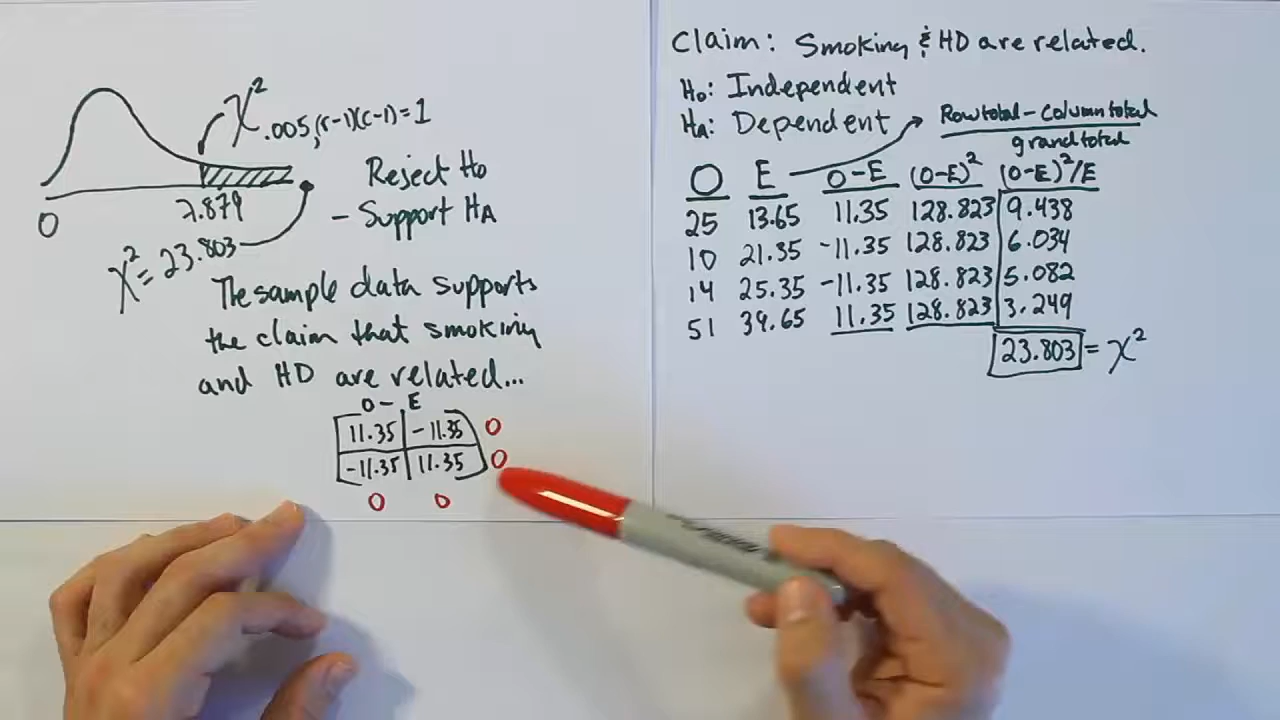 χ².005,(r-1)(c-1)=1
Reject Ho
- Support HA
0
7.879
χ²=23.803
The sample data supports
the claim that smoking
and HD are related...
O - E
11.35 -11.35 0
-11.35 11.35 0
0 0
Claim: Smoking & HD are related.
Ho: Independent
HA: Dependent
Row total - Column total
grand total
O E O-E (O-E)² (O-E)²/E
25 13.65 11.35 128.823 9.438
10 21.35 -11.35 128.823 6.034
14 25.35 -11.35 128.823 5.082
51 39.65 11.35 128.823 3.249
23.803 = χ²